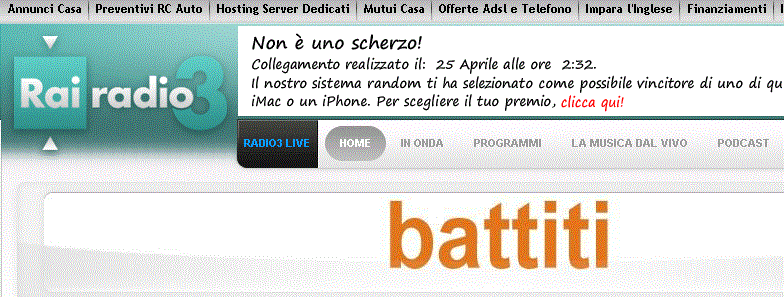 Annunci Casa | Preventivi RC Auto | Hosting Server Dedicati | Mutui Casa | Offerte Adsl e Telefono | Impara l'Inglese | Finanziamenti |
Non è uno scherzo!
Collegamento realizzato il: 25 Aprile alle ore 2:32.
Il nostro sistema random ti ha selezionato come possibile vincitore di uno di
iMac o un iPhone. Per scegliere il tuo premio, clicca qui!
Rai radio3
RADIO3 LIVE HOME IN ONDA PROGRAMMI LA MUSICA DAL VIVO PODCAST
battiti